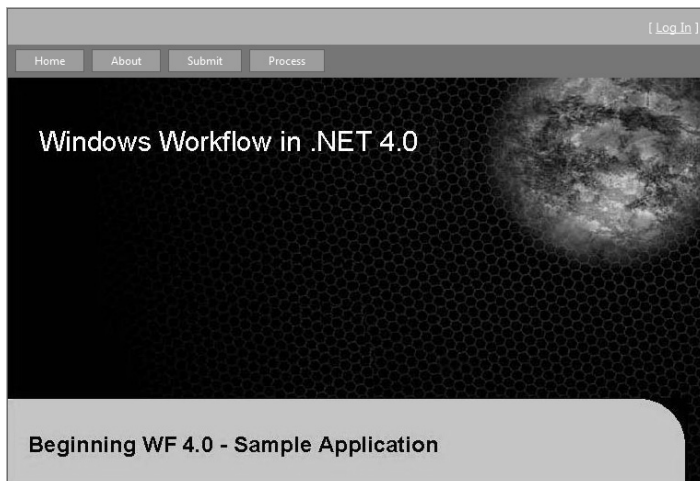 [ Log In ]
Home About Submit Process
Windows Workflow in .NET 4.0
Beginning WF 4.0 - Sample Application